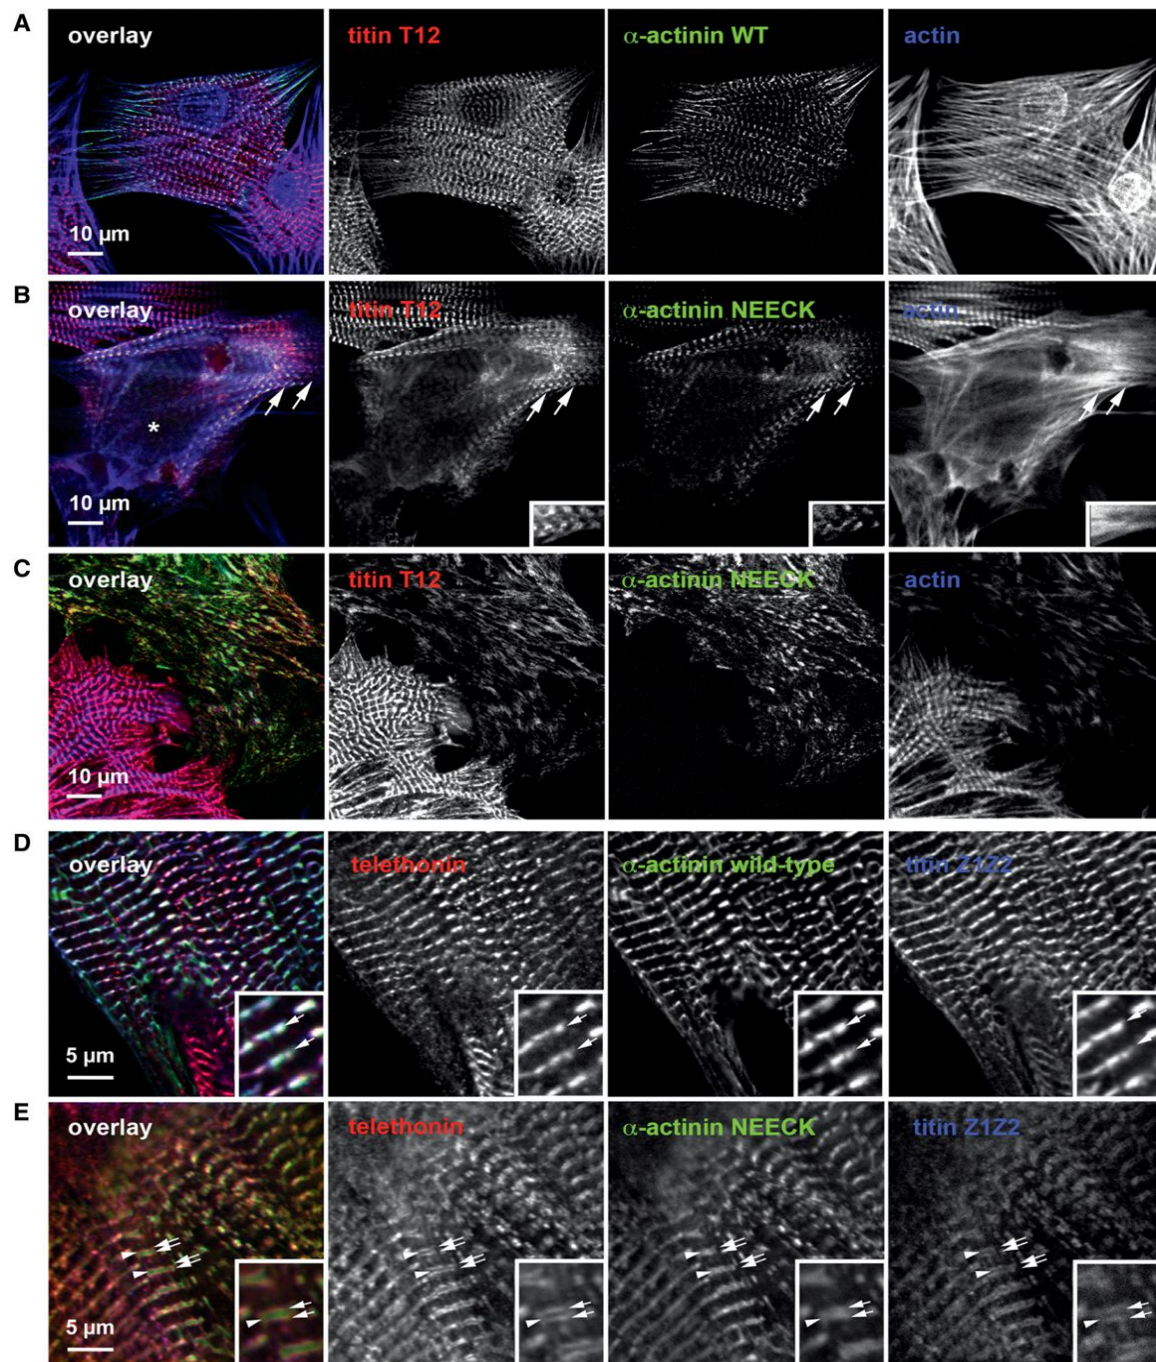 A
overlay
titin T12
α-actinin WT
actin
10 µm
B
overlay
titin T12
α-actinin NEECK
actin
*
10 µm
C
overlay
titin T12
α-actinin NEECK
actin
10 µm
D
overlay
telethonin
α-actinin wild-type
titin Z1Z2
5 µm
E
overlay
telethonin
α-actinin NEECK
titin Z1Z2
5 µm